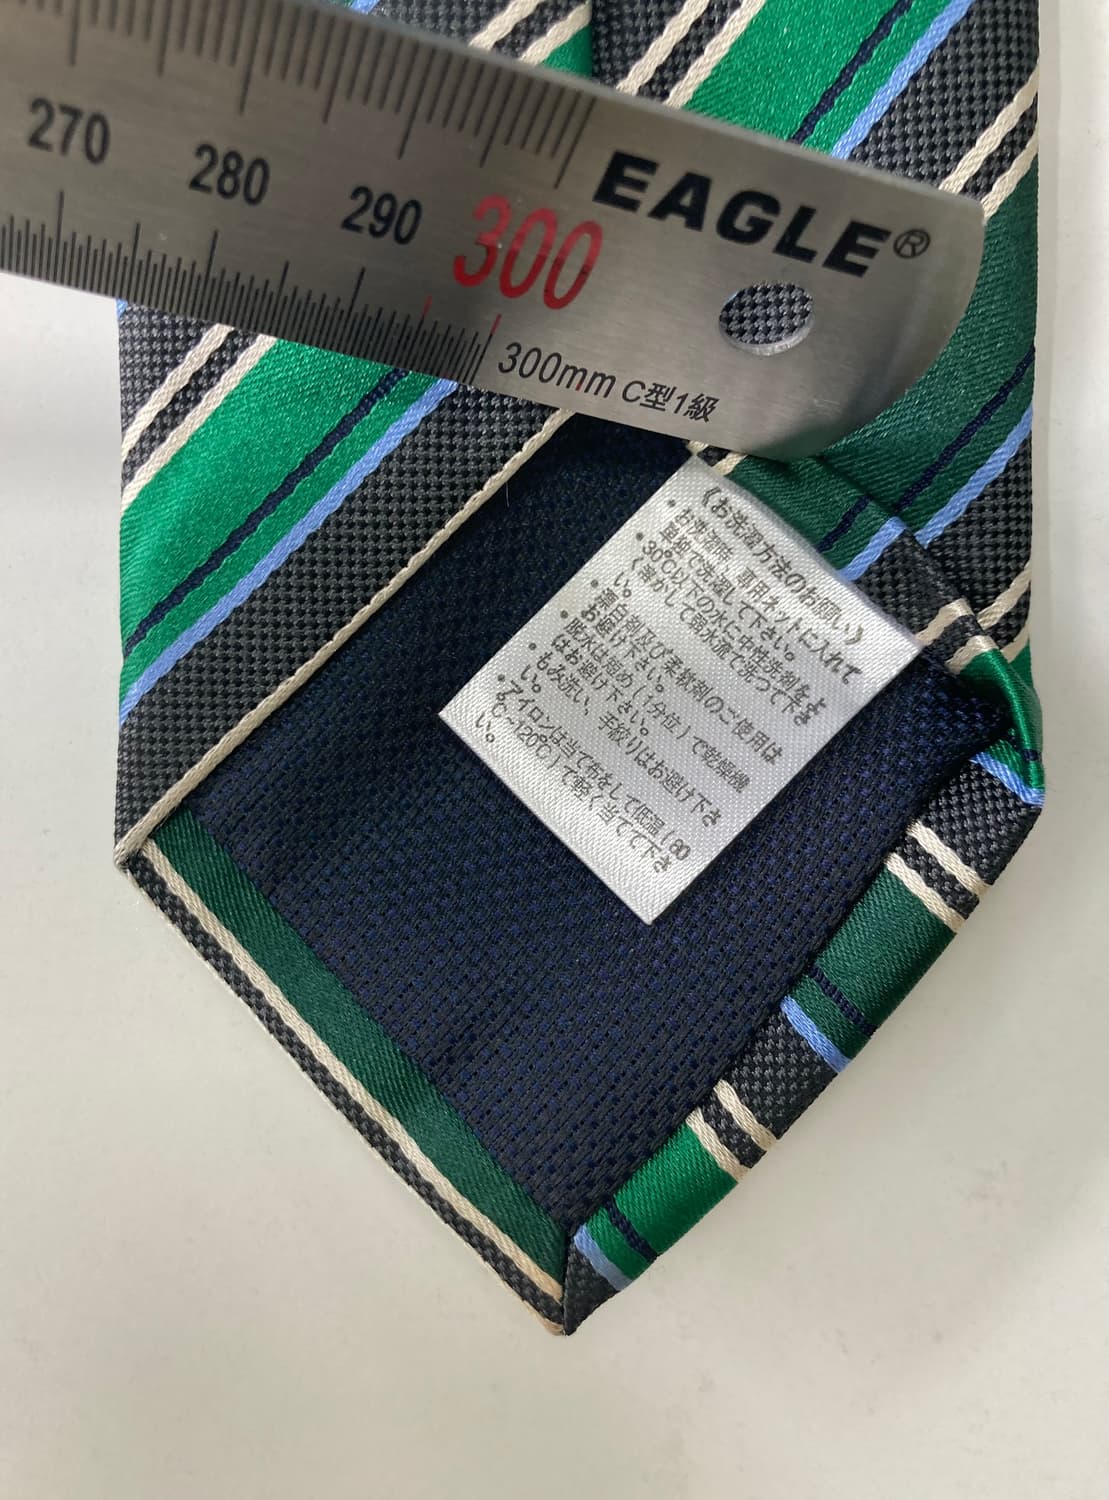 270 280 290 300 EAGLE®
300mm C型1級
《お洗濯方法のお願い》
・お洗濯時、専用ネットに入れて
単独で洗濯して下さい。
・30℃以下の水に中性洗剤をよ
く溶かして弱水流で洗って下さ
い。
・漂白剤及び柔軟剤のご使用は
お避け下さい。
・脱水は短め(1分位)で乾燥機
はお避け下さい。
・もみ洗い、手絞りはお避け下さ
い。
・アイロンは当て布をして低温(80
℃~120℃)で軽く当てて下さ
い。